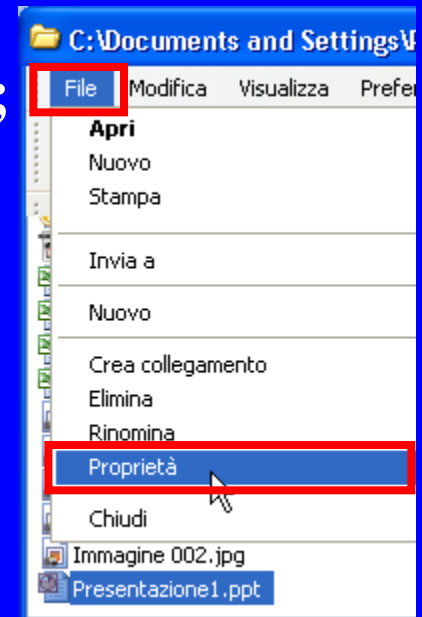 ;
C:\Documents and Settings\
File Modifica Visualizza Prefer
Apri
Nuovo
Stampa
Invia a
Nuovo
Crea collegamento
Elimina
Rinomina
Proprietà
Chiudi
Immagine 002.jpg
Presentazione1.ppt